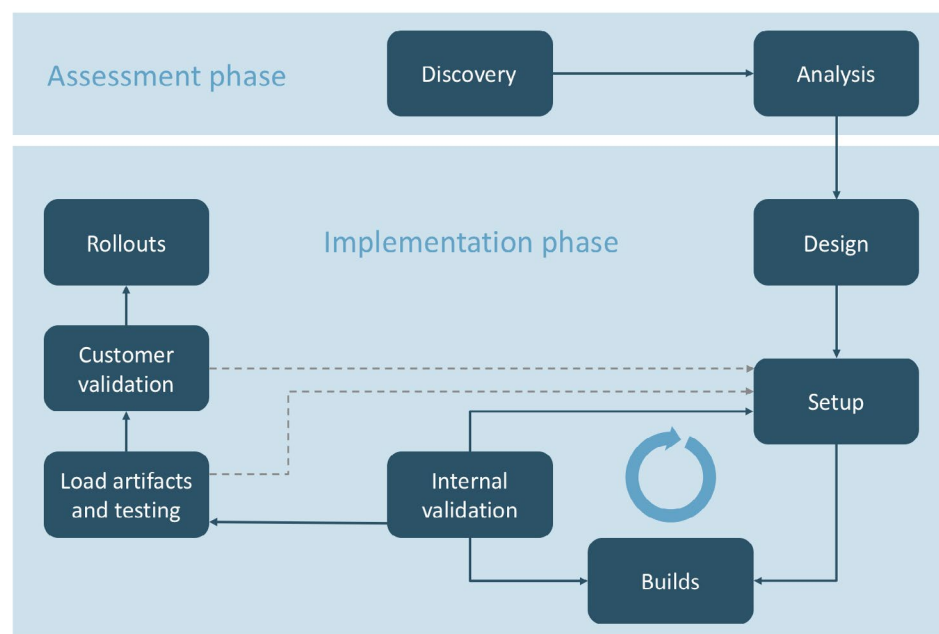 Assessment phase
Discovery
Analysis
Implementation phase
Rollouts
Design
Customer
validation
Setup
Load artifacts
and testing
Internal
validation
Builds